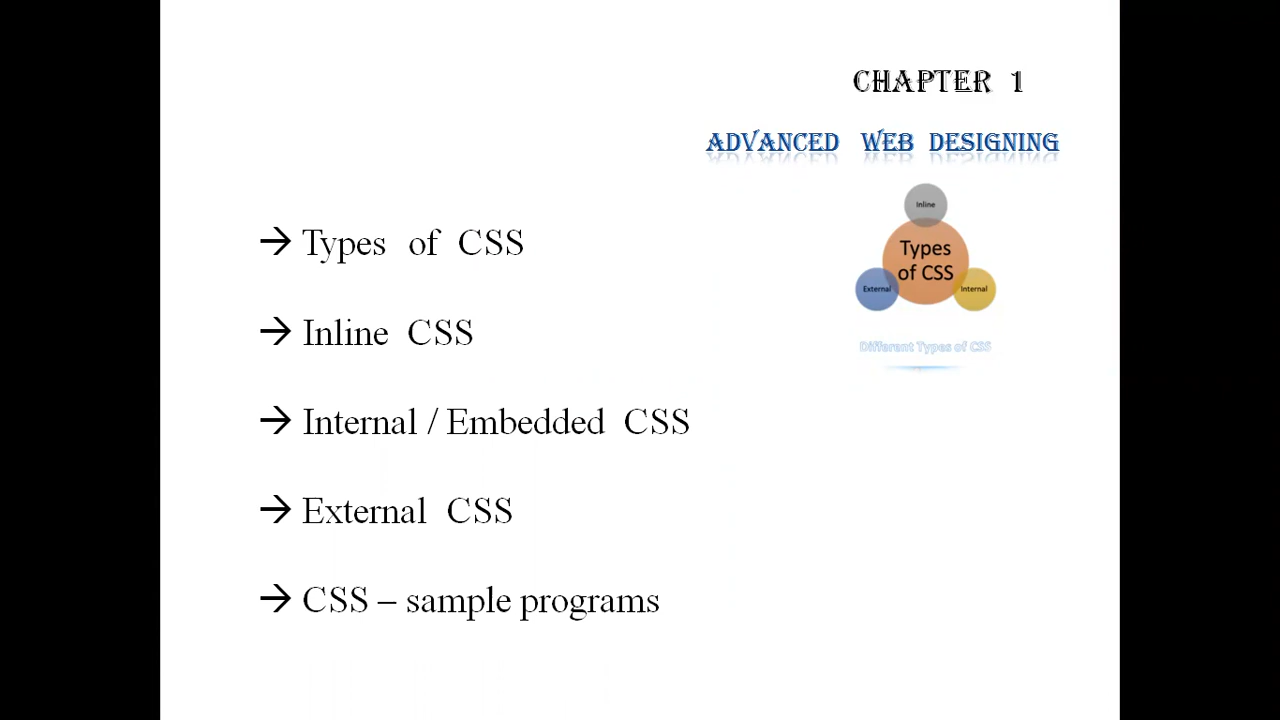 CHAPTER 1
ADVANCED WEB DESIGNING
Inline
Types
of CSS
External
Internal
Different Types of CSS
→ Types of CSS
→ Inline CSS
→ Internal / Embedded CSS
→ External CSS
→ CSS – sample programs